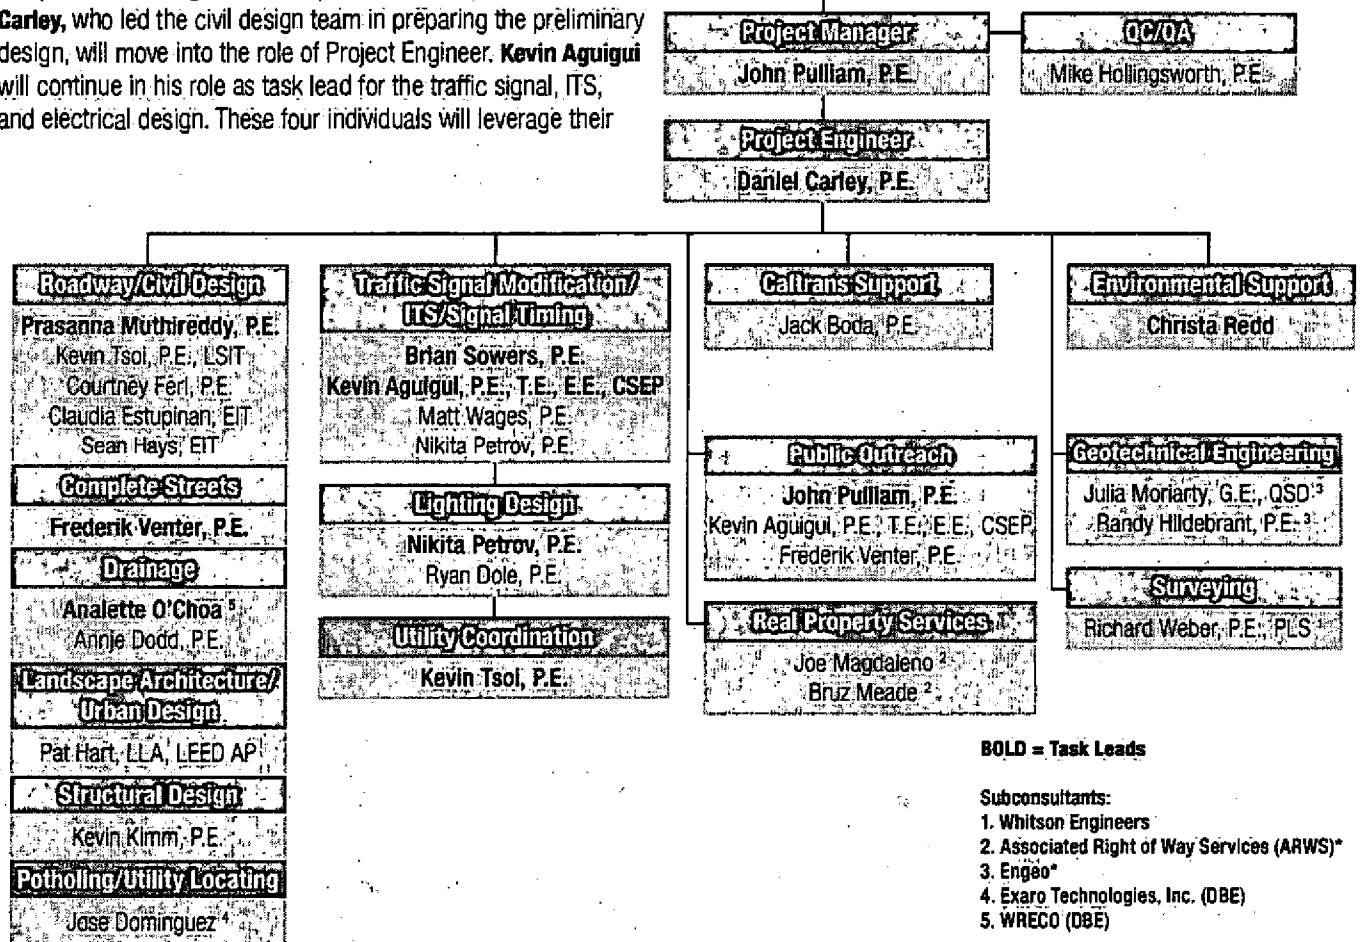 Carley, who led the civil design team in preparing the preliminary
design, will move into the role of Project Engineer. Kevin Aguigui
will continue in his role as task lead for the traffic signal, ITS,
and electrical design. These four individuals will leverage their
Project Manager
John Pulliam, P.E.
QC/QA
Mike Hollingsworth, P.E.
Project Engineer
Daniel Carley, P.E.
Roadway/Civil Design
Prasanna Muthireddy, P.E.
Kevin Tsoi, P.E., LSIT
Courtney Ferl, P.E.
Claudia Estupinan, EIT
Sean Hays, EIT
Complete Streets
Frederik Venter, P.E.
Drainage
Analette O'Choa 5
Annje Dodd, P.E.
Landscape Architecture/
Urban Design
Pat Hart, LLA, LEED AP
Structural Design
Kevin Kimm, P.E.
Potholing/Utility Locating
Jose Dominguez 4
Traffic Signal Modification/
ITS/Signal Timing
Brian Sowers, P.E.
Kevin Aguigui, P.E., T.E., E.E., CSEP
Matt Wages, P.E.
Nikita Petrov, P.E.
Lighting Design
Nikita Petrov, P.E.
Ryan Dole, P.E.
Utility Coordination
Kevin Tsoi, P.E.
Caltrans Support
Jack Boda, P.E.
Public Outreach
John Pulliam, P.E.
Kevin Aguigui, P.E., T.E., E.E., CSEP
Frederik Venter, P.E.
Real Property Services
Joe Magdaleno 2
Bruz Meade 2
Environmental Support
Christa Redd
Geotechnical Engineering
Julia Moriarty, G.E., QSD 3
Randy Hildebrant, P.E. 3
Surveying
Richard Weber, P.E., PLS 1
BOLD = Task Leads
Subconsultants:
1. Whitson Engineers
2. Associated Right of Way Services (ARWS)*
3. Engeo*
4. Exaro Technologies, Inc. (DBE)
5. WRECO (DBE)